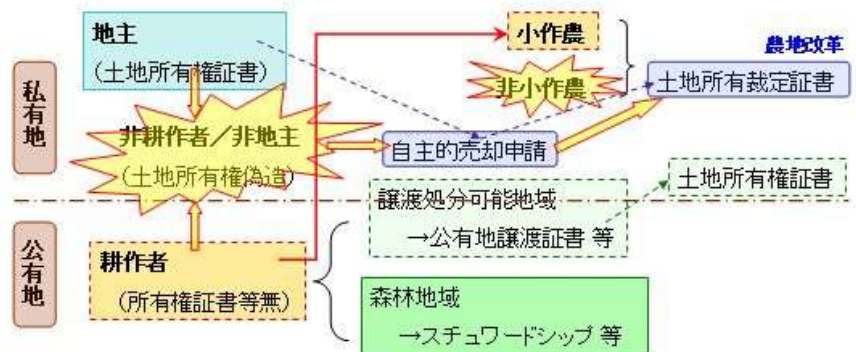 地主
(土地所有権証書)
小作農
非小作農
農地改革
土地所有裁定証書
私有地
非耕作者/非地主
(土地所有権偽造)
自主的売却申請
土地所有権証書
譲渡処分可能地域
→公有地譲渡証書 等
公有地
耕作者
(所有権証書等無)
森林地域
→スチュワードシップ 等